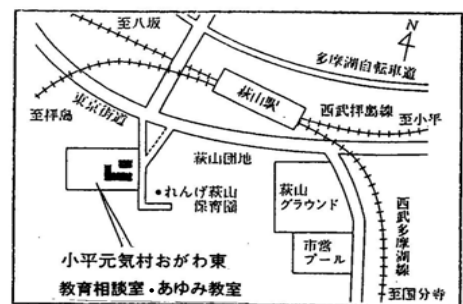 至八坂
N
多摩湖自転車道
萩山駅
西武拝島線
至小平
至拝島
東京街道
萩山団地
れんげ萩山
保育園
萩山
グラウンド
市営
プール
西武多摩湖線
至国分寺
小平元気村おがわ東
教育相談室・あゆみ教室